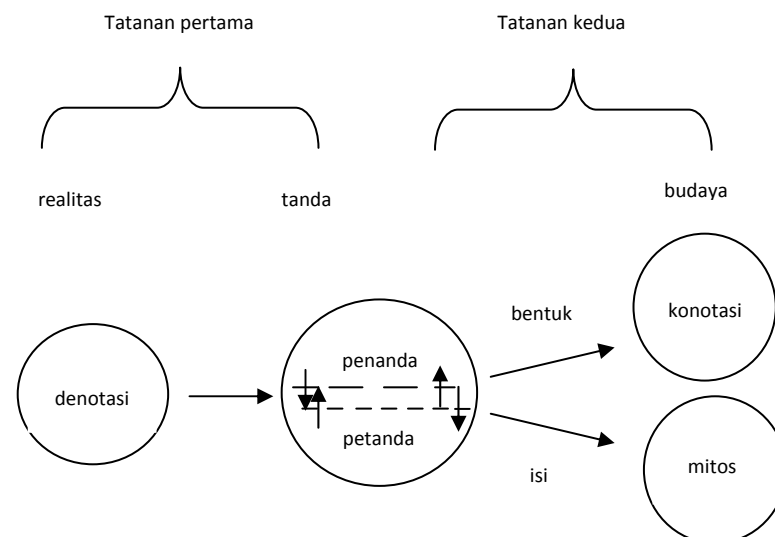 Tatanan pertama
Tatanan kedua
realitas
tanda
budaya
bentuk
konotasi
penanda
denotasi
petanda
isi
mitos